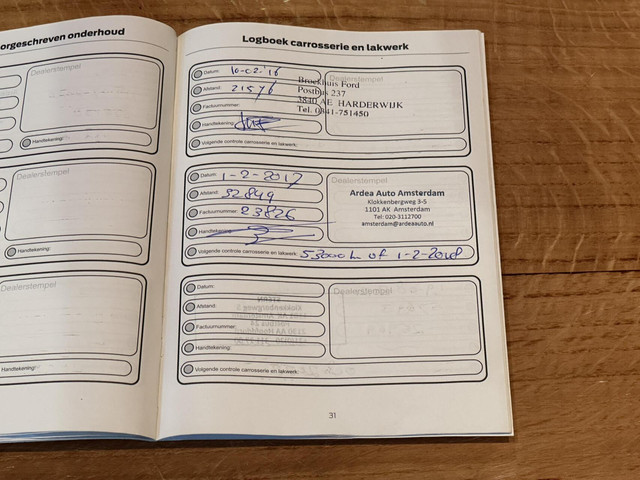 orgeschreven onderhoud
Dealerstempel
Handtekening:
Dealerstempel
Handtekening:
Dealerstempel
Handtekening:
Logboek carrosserie en lakwerk
Datum: 10-02-'16
Afstand: 21576
Factuurnummer:
Handtekening:
Volgende controle carrosserie en lakwerk:
Dealerstempel
Broekhuis Ford
Postbus 237
3840 AE HARDERWIJK
Tel. 0341-751450
Datum: 1-2-2017
Afstand: 32849
Factuurnummer: 23826
Handtekening:
Volgende controle carrosserie en lakwerk: 53000km of 1-2-2018
Dealerstempel
Ardea Auto Amsterdam
Klokkenbergweg 3-5
1101 AK Amsterdam
Tel: 020-3112700
amsterdam@ardeaauto.nl
Datum:
Afstand:
Factuurnummer:
Handtekening:
Volgende controle carrosserie en lakwerk:
Dealerstempel
31